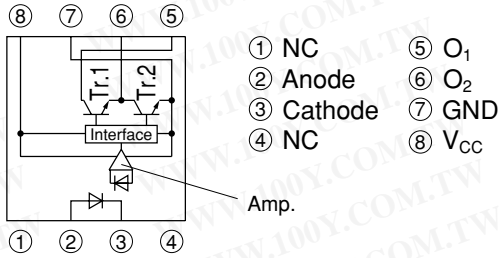 ⑧ ⑦ ⑥ ⑤
Tr.1
Tr.2
Interface
Amp.
① ② ③ ④
① NC
② Anode
③ Cathode
④ NC
⑤ O₁
⑥ O₂
⑦ GND
⑧ V_CC
WWW.100Y.COM.TW